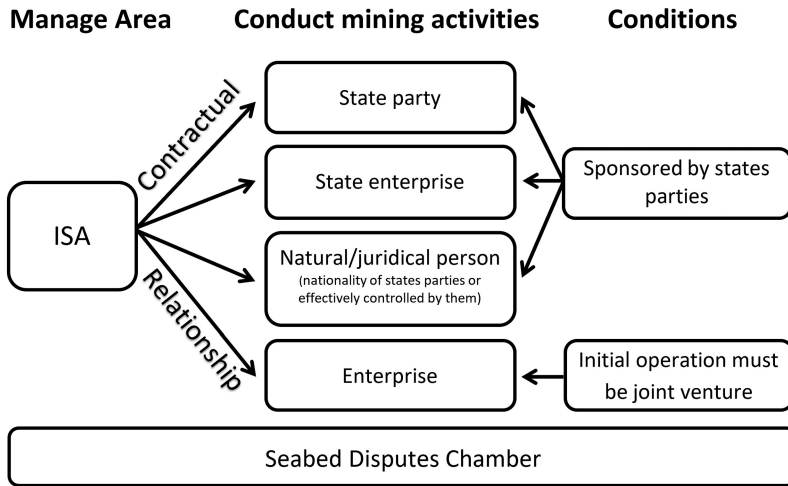 Manage Area
Conduct mining activities
Conditions
Contractual
Relationship
ISA
State party
State enterprise
Natural/juridical person
(nationality of states parties or
effectively controlled by them)
Enterprise
Sponsored by states
parties
Initial operation must
be joint venture
Seabed Disputes Chamber